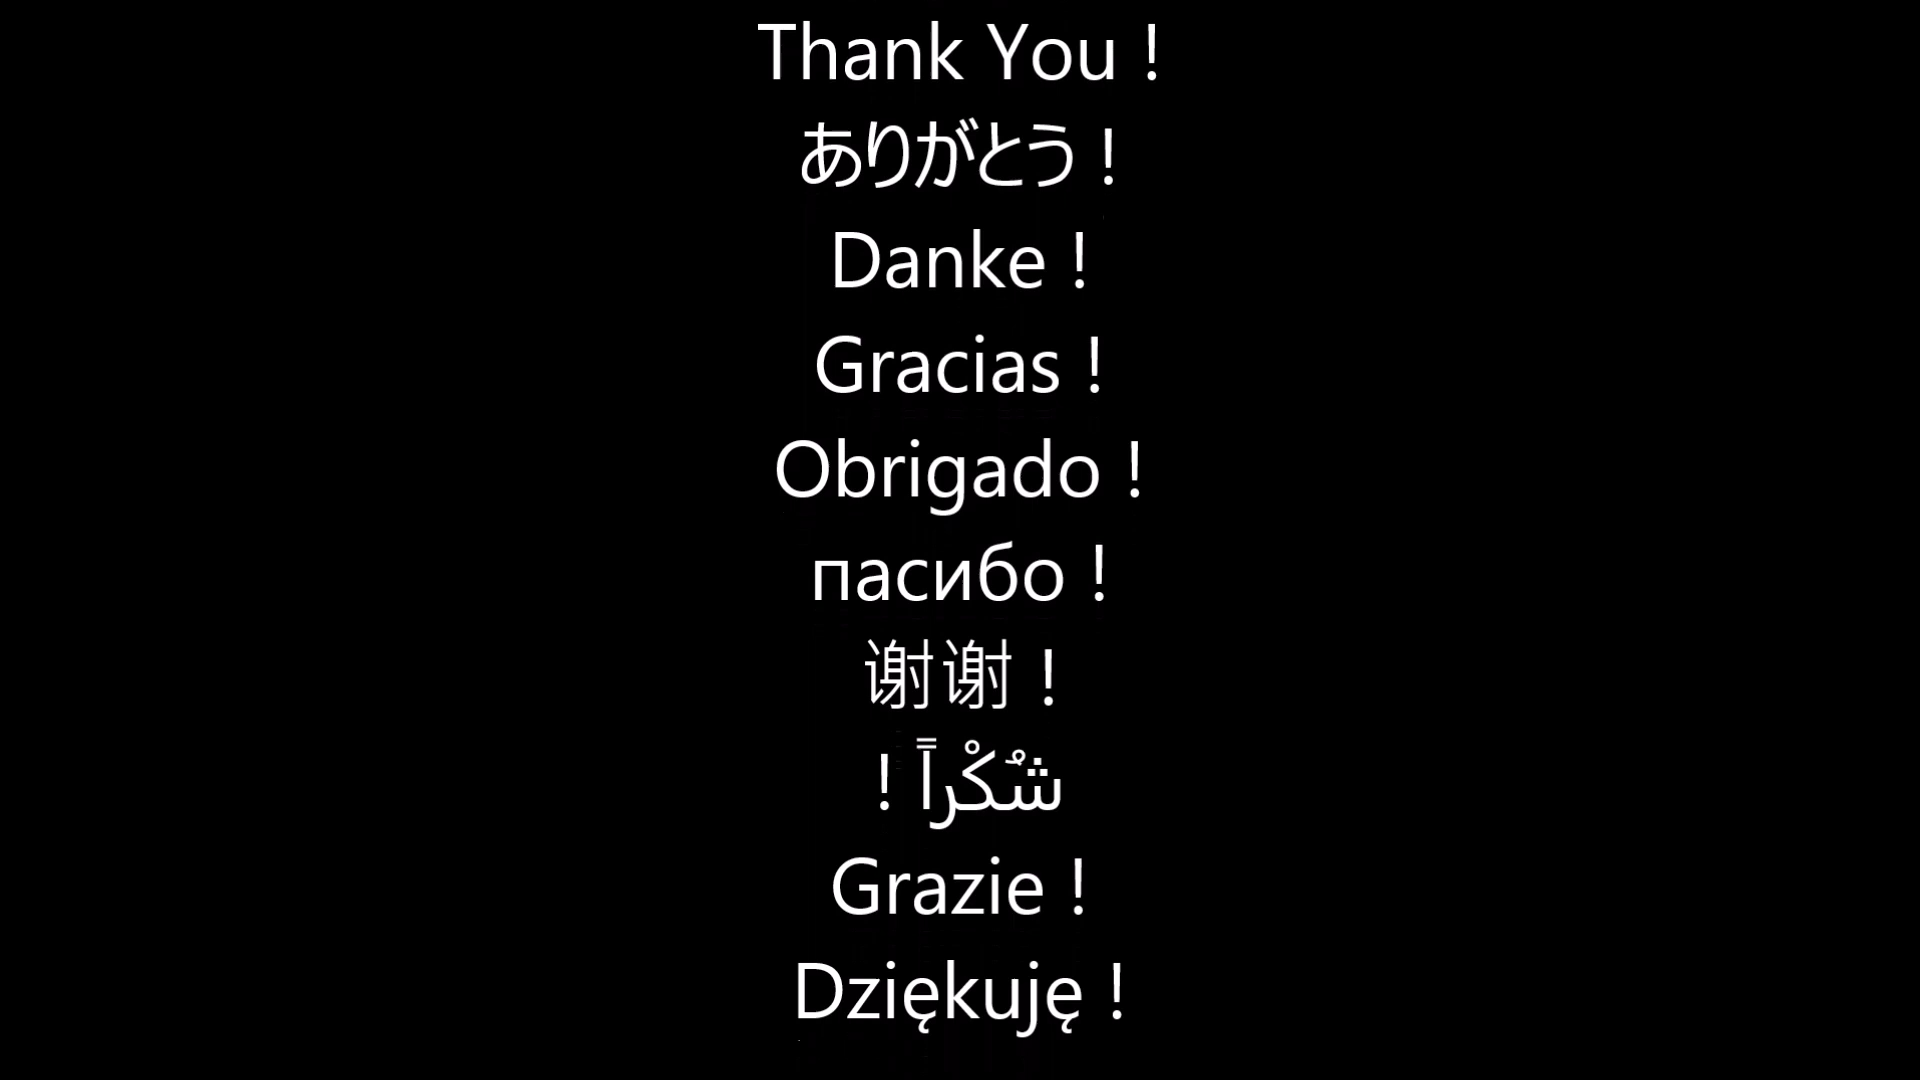 Thank You !
ありがとう !
Danke !
Gracias !
Obrigado !
пасибо !
谢谢 !
شُكْراً !
Grazie !
Dziękuję !